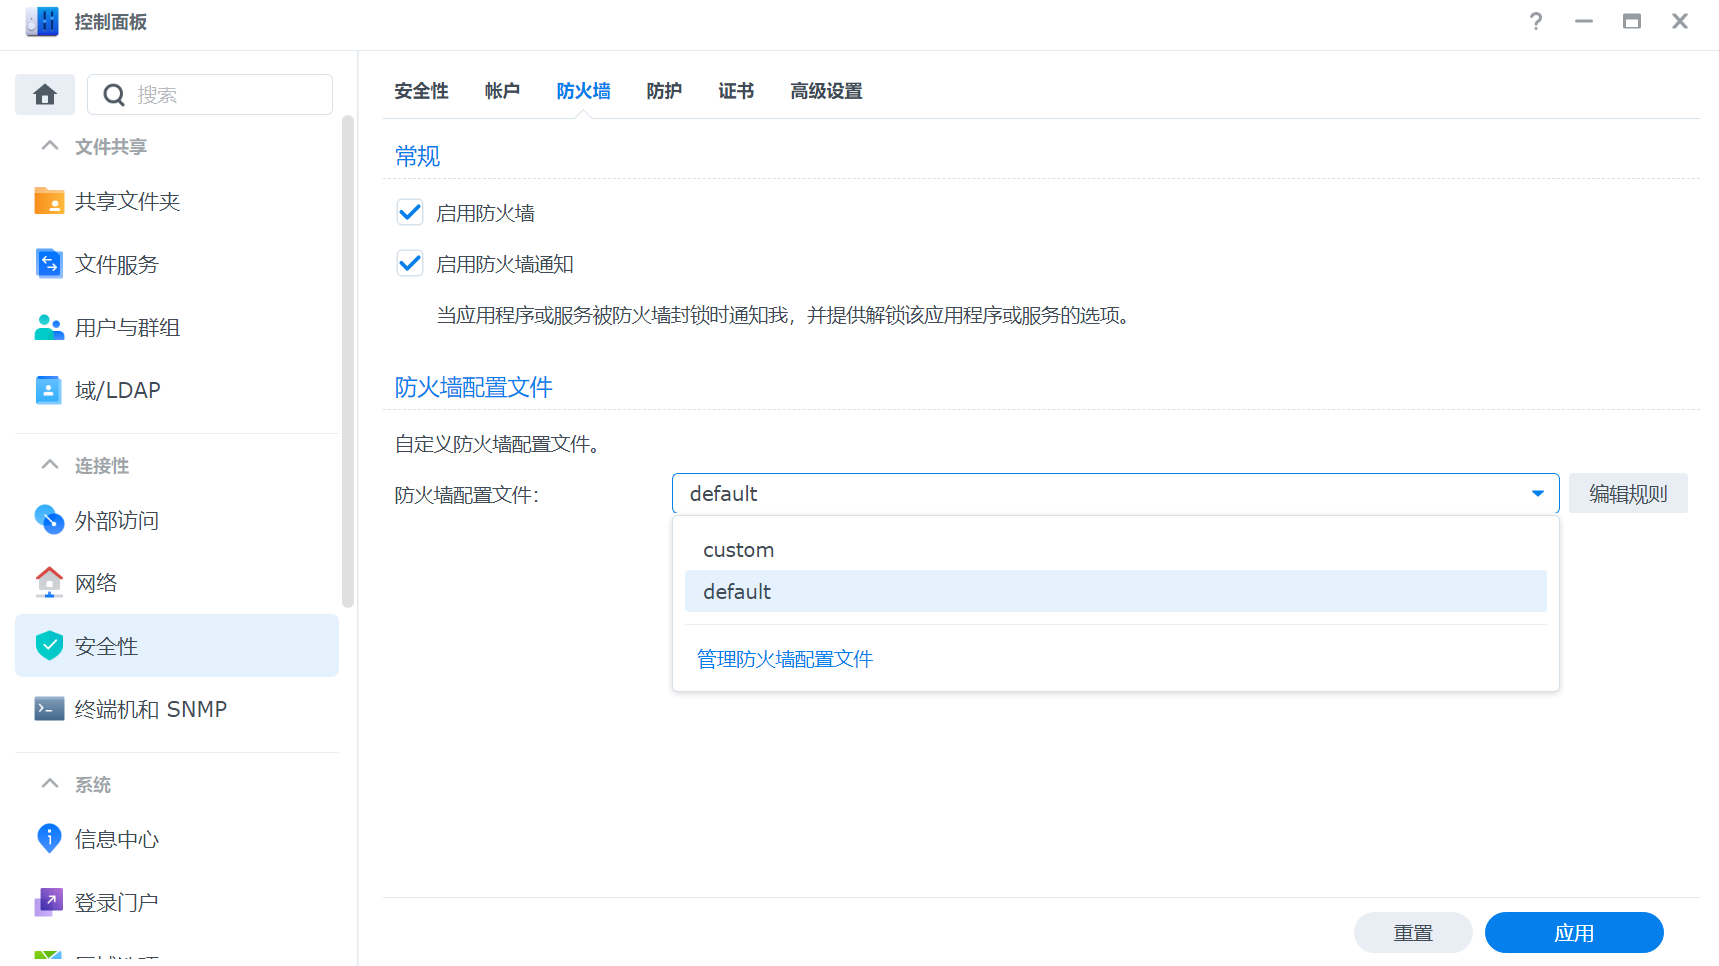 控制面板
搜索
文件共享
共享文件夹
文件服务
用户与群组
域/LDAP
连接性
外部访问
网络
安全性
终端机和 SNMP
系统
信息中心
登录门户
安全性 帐户 防火墙 防护 证书 高级设置
常规
启用防火墙
启用防火墙通知
当应用程序或服务被防火墙封锁时通知我，并提供解锁该应用程序或服务的选项。
防火墙配置文件
自定义防火墙配置文件。
防火墙配置文件： default 编辑规则
custom
default
管理防火墙配置文件
重置 应用